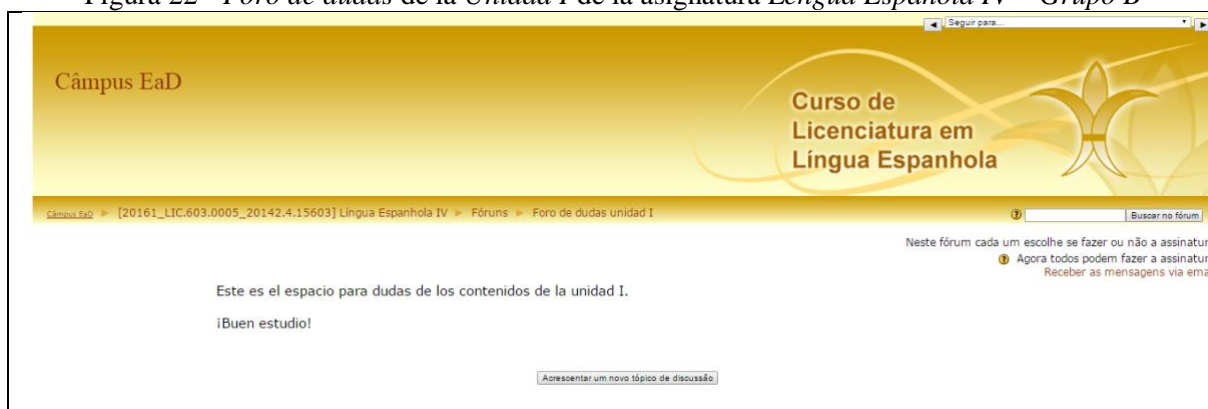 Figura 22 - Foro de dudas de la Unidad I de la asignatura Lengua Española IV – Grupo B
Seguir para...
Câmpus EaD
Curso de
Licenciatura em
Língua Espanhola
Câmpus EaD ► [20161_LIC.603.0005_20142.4.15603] Língua Espanhola IV ► Fóruns ► Foro de dudas unidad I
Buscar no fórum
Neste fórum cada um escolhe se fazer ou não a assinatur
Agora todos podem fazer a assinatur
Receber as mensagens via ema
Este es el espacio para dudas de los contenidos de la unidad I.
¡Buen estudio!
Acrescentar um novo tópico de discussão